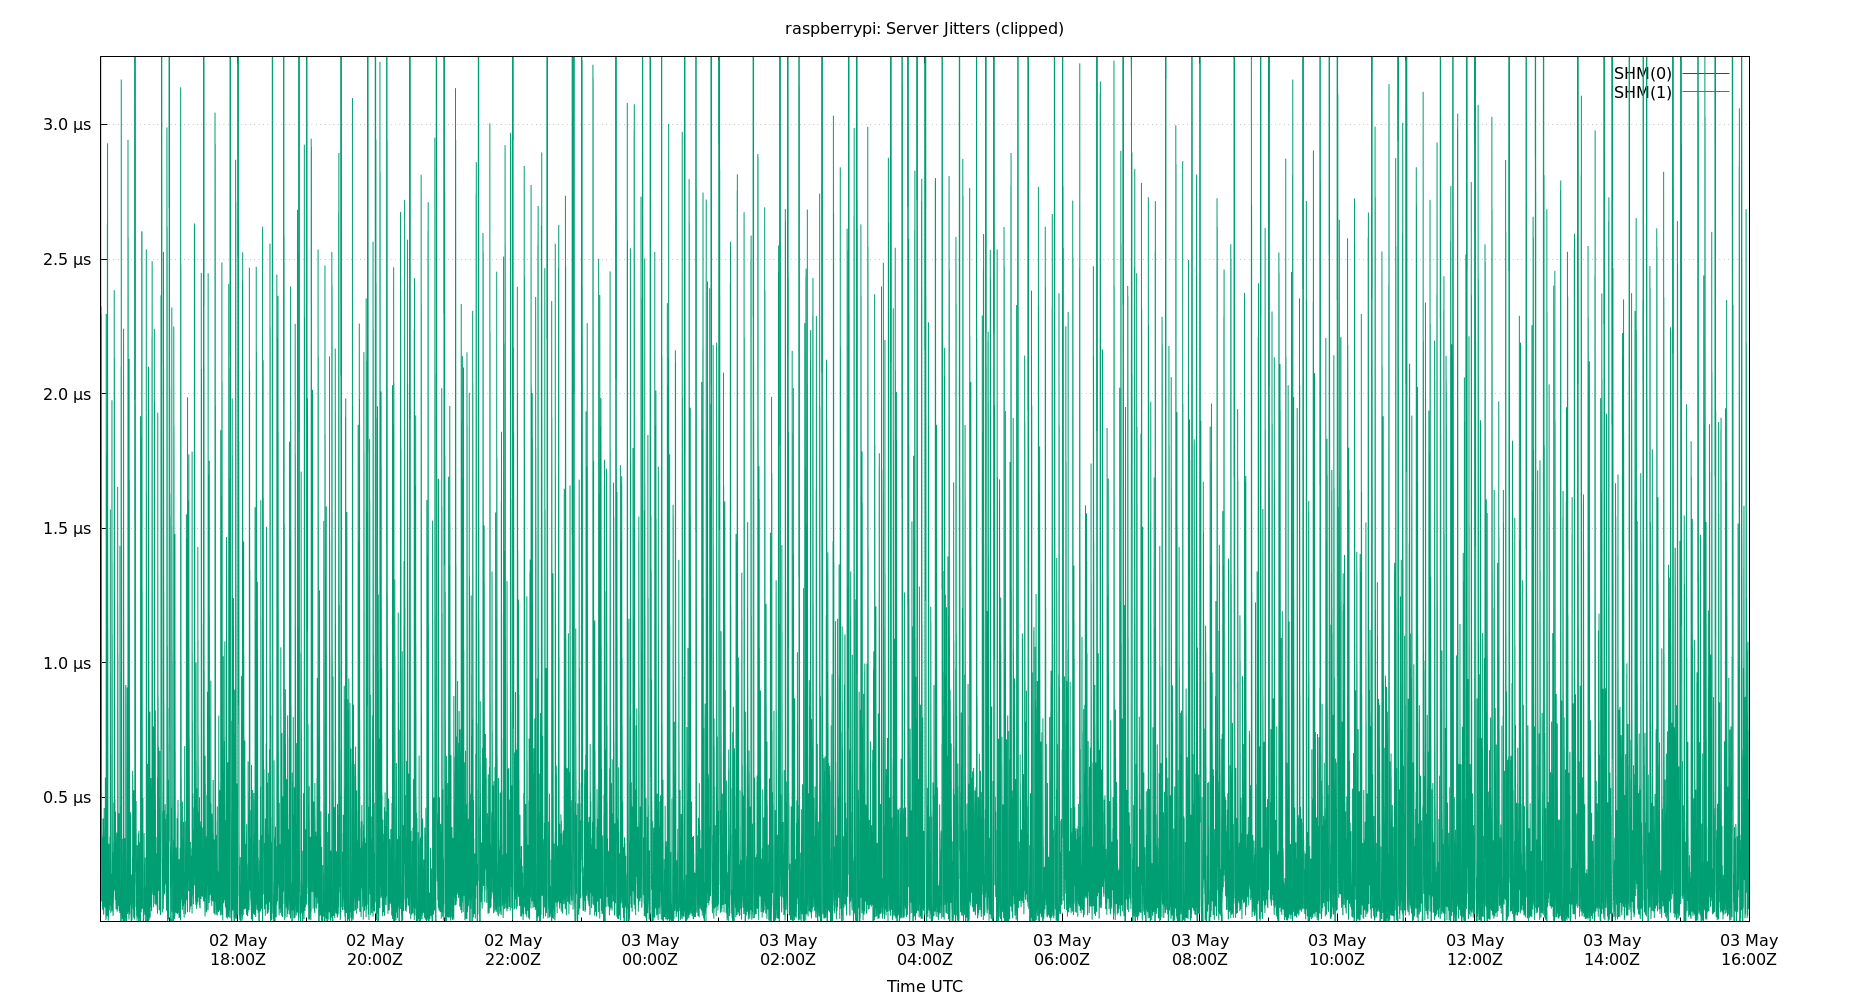 raspberrypi: Server Jitters (clipped)
SHM(0)
SHM(1)
3.0 µs
2.5 µs
2.0 µs
1.5 µs
1.0 µs
0.5 µs
02 May 02 May 02 May 03 May 03 May 03 May 03 May 03 May 03 May 03 May 03 May 03 May
18:00Z 20:00Z 22:00Z 00:00Z 02:00Z 04:00Z 06:00Z 08:00Z 10:00Z 12:00Z 14:00Z 16:00Z
Time UTC